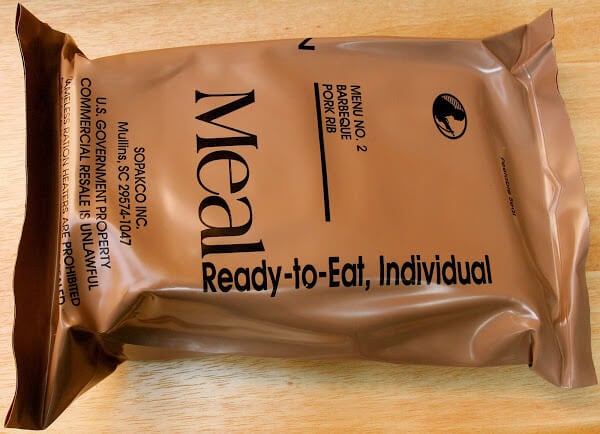 MENU NO. 2
BARBEQUE
PORK RIB
Meal
Ready-to-Eat, Individual
SOPAKCO INC.
Mullins, SC 29574-1047
U.S. GOVERNMENT PROPERTY
COMMERCIAL RESALE IS UNLAWFUL
FLAMELESS RATION HEATERS ARE PROHIBITED